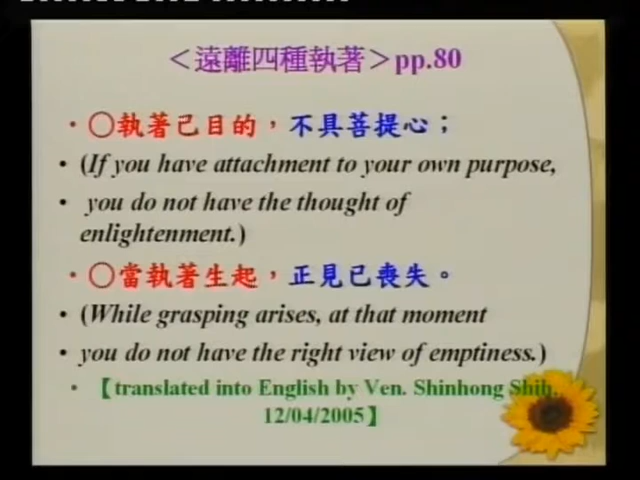 ＜遠離四種執著＞pp.80
• ◯執著己目的，不具菩提心；
• (If you have attachment to your own purpose,
• you do not have the thought of
enlightenment.)
• ◯當執著生起，正見已喪失。
• (While grasping arises, at that moment
• you do not have the right view of emptiness.)
• 【translated into English by Ven. Shinhong Shih,
12/04/2005】